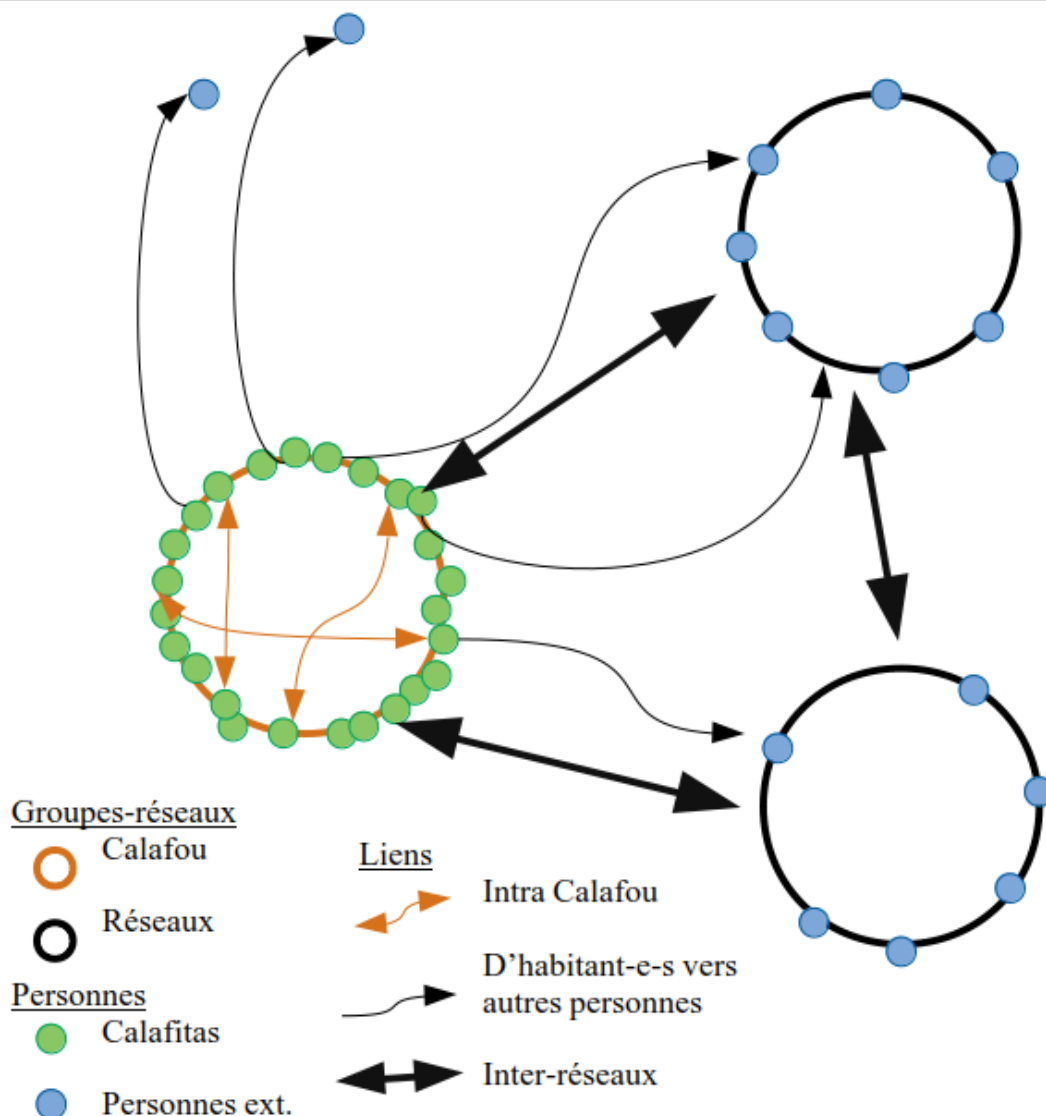 Groupes-réseaux
Calafou
Réseaux
Personnes
Calafitas
Personnes ext.
Liens
Intra Calafou
D'habitant-e-s vers
autres personnes
Inter-réseaux